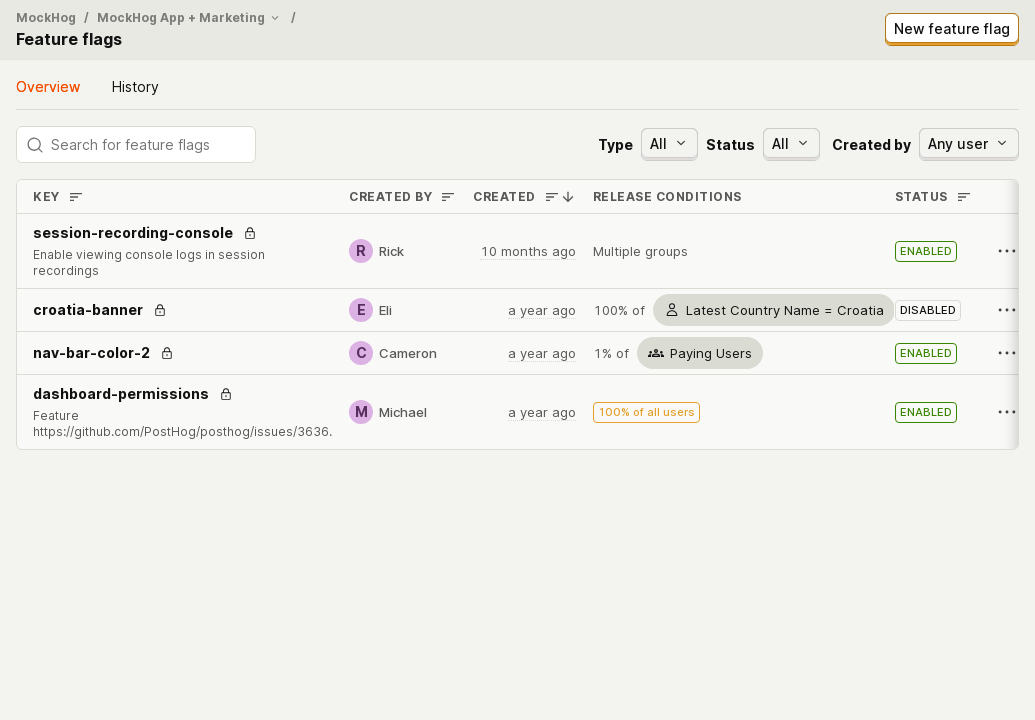 MockHog / MockHog App + Marketing /
Feature flags
New feature flag
Overview
History
Search for feature flags
Type All Status All Created by Any user
KEY CREATED BY CREATED RELEASE CONDITIONS STATUS
session-recording-console
Enable viewing console logs in session
recordings
R Rick 10 months ago Multiple groups ENABLED
croatia-banner E Eli a year ago 100% of Latest Country Name = Croatia DISABLED
nav-bar-color-2 C Cameron a year ago 1% of Paying Users ENABLED
dashboard-permissions
Feature
https://github.com/PostHog/posthog/issues/3636.
M Michael a year ago 100% of all users ENABLED